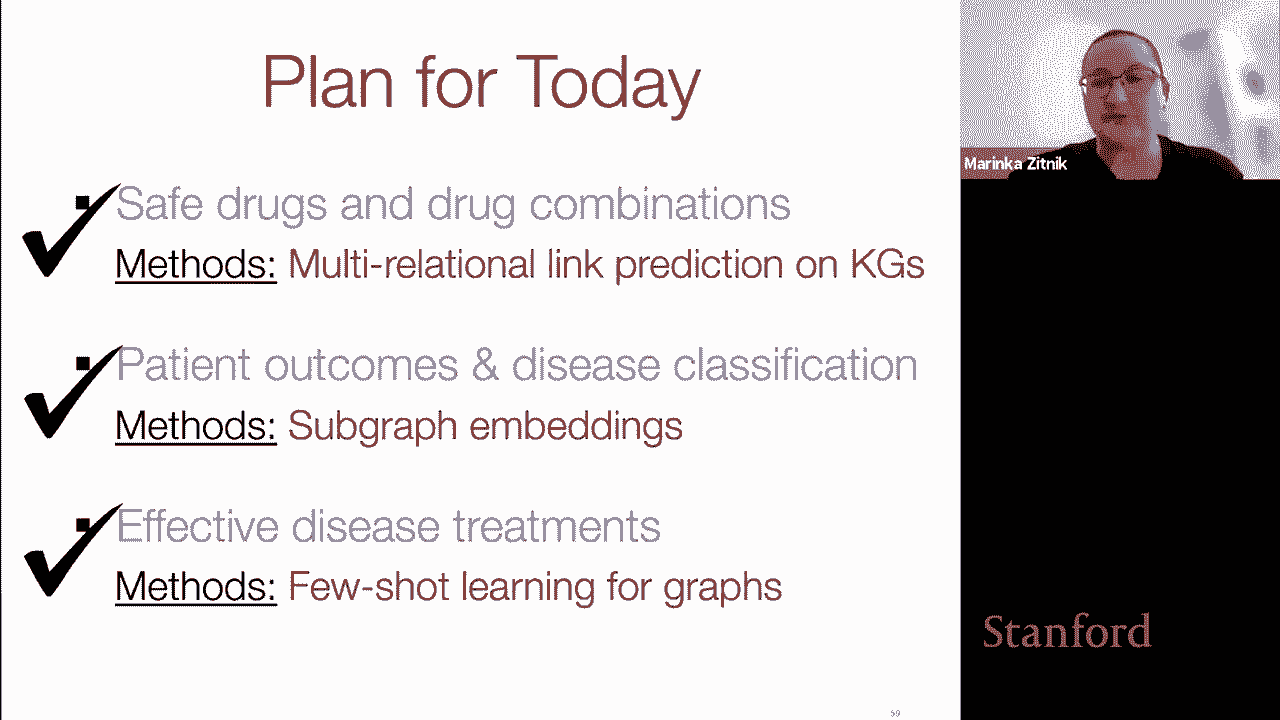 Plan for Today
Safe drugs and drug combinations
Methods: Multi-relational link prediction on KGs
Patient outcomes & disease classification
Methods: Subgraph embeddings
Effective disease treatments
Methods: Few-shot learning for graphs
59
Marinka Zitnik
Stanford